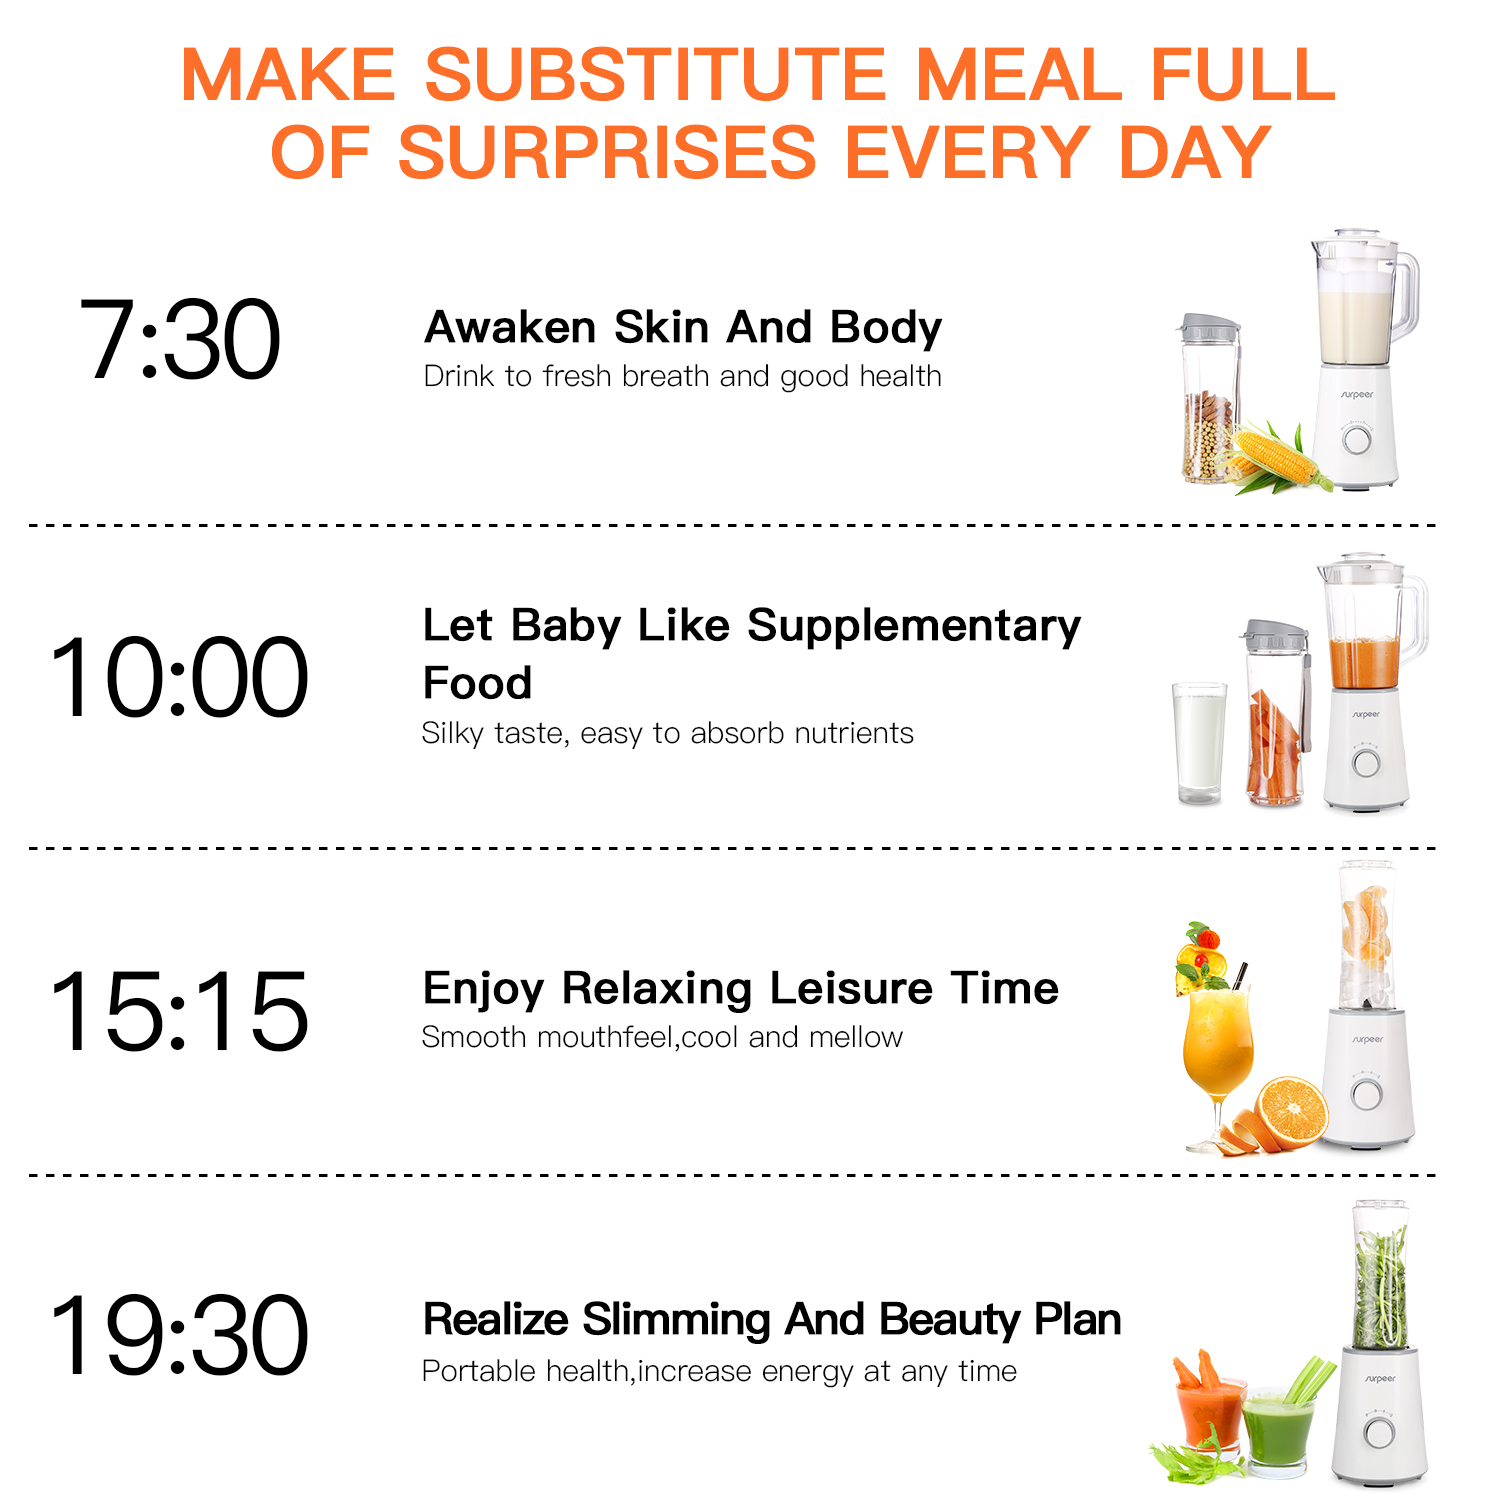 MAKE SUBSTITUTE MEAL FULL
OF SURPRISES EVERY DAY
7:30
Awaken Skin And Body
Drink to fresh breath and good health
surpeer
10:00
Let Baby Like Supplementary
Food
Silky taste, easy to absorb nutrients
surpeer
15:15
Enjoy Relaxing Leisure Time
Smooth mouthfeel,cool and mellow
surpeer
19:30
Realize Slimming And Beauty Plan
Portable health,increase energy at any time
surpeer